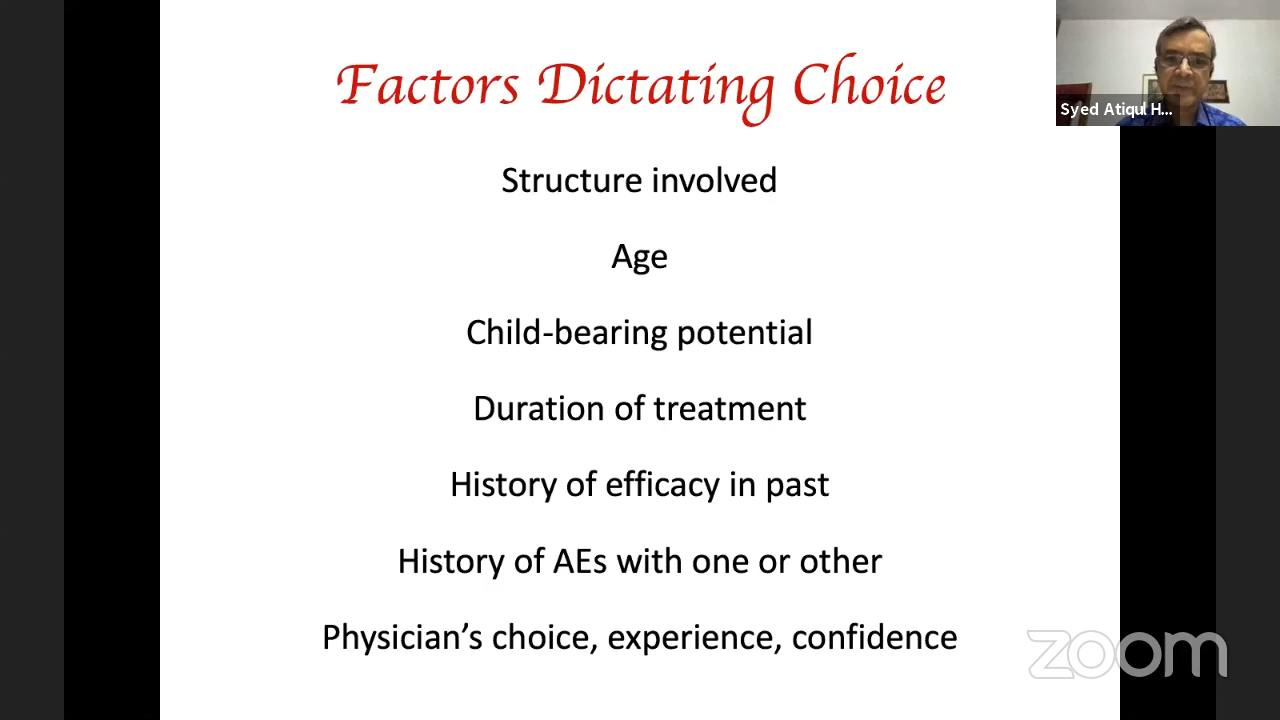 Factors Dictating Choice
Syed Atiqul H...
Structure involved
Age
Child-bearing potential
Duration of treatment
History of efficacy in past
History of AEs with one or other
Physician’s choice, experience, confidence
zoom